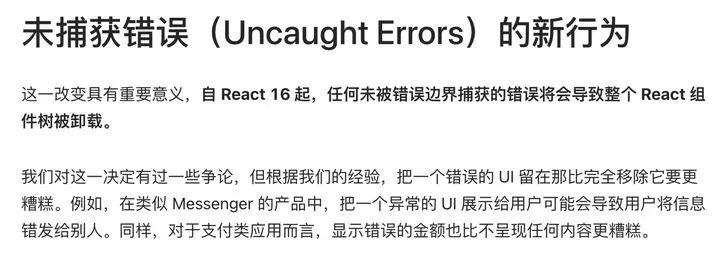 未捕获错误（Uncaught Errors）的新行为
这一改变具有重要意义，自 React 16 起，任何未被错误边界捕获的错误将会导致整个 React 组
件树被卸载。
我们对这一决定有过一些争论，但根据我们的经验，把一个错误的 UI 留在那比完全移除它要更
糟糕。例如，在类似 Messenger 的产品中，把一个异常的 UI 展示给用户可能会导致用户将信息
错发给别人。同样，对于支付类应用而言，显示错误的金额也比不呈现任何内容更糟糕。